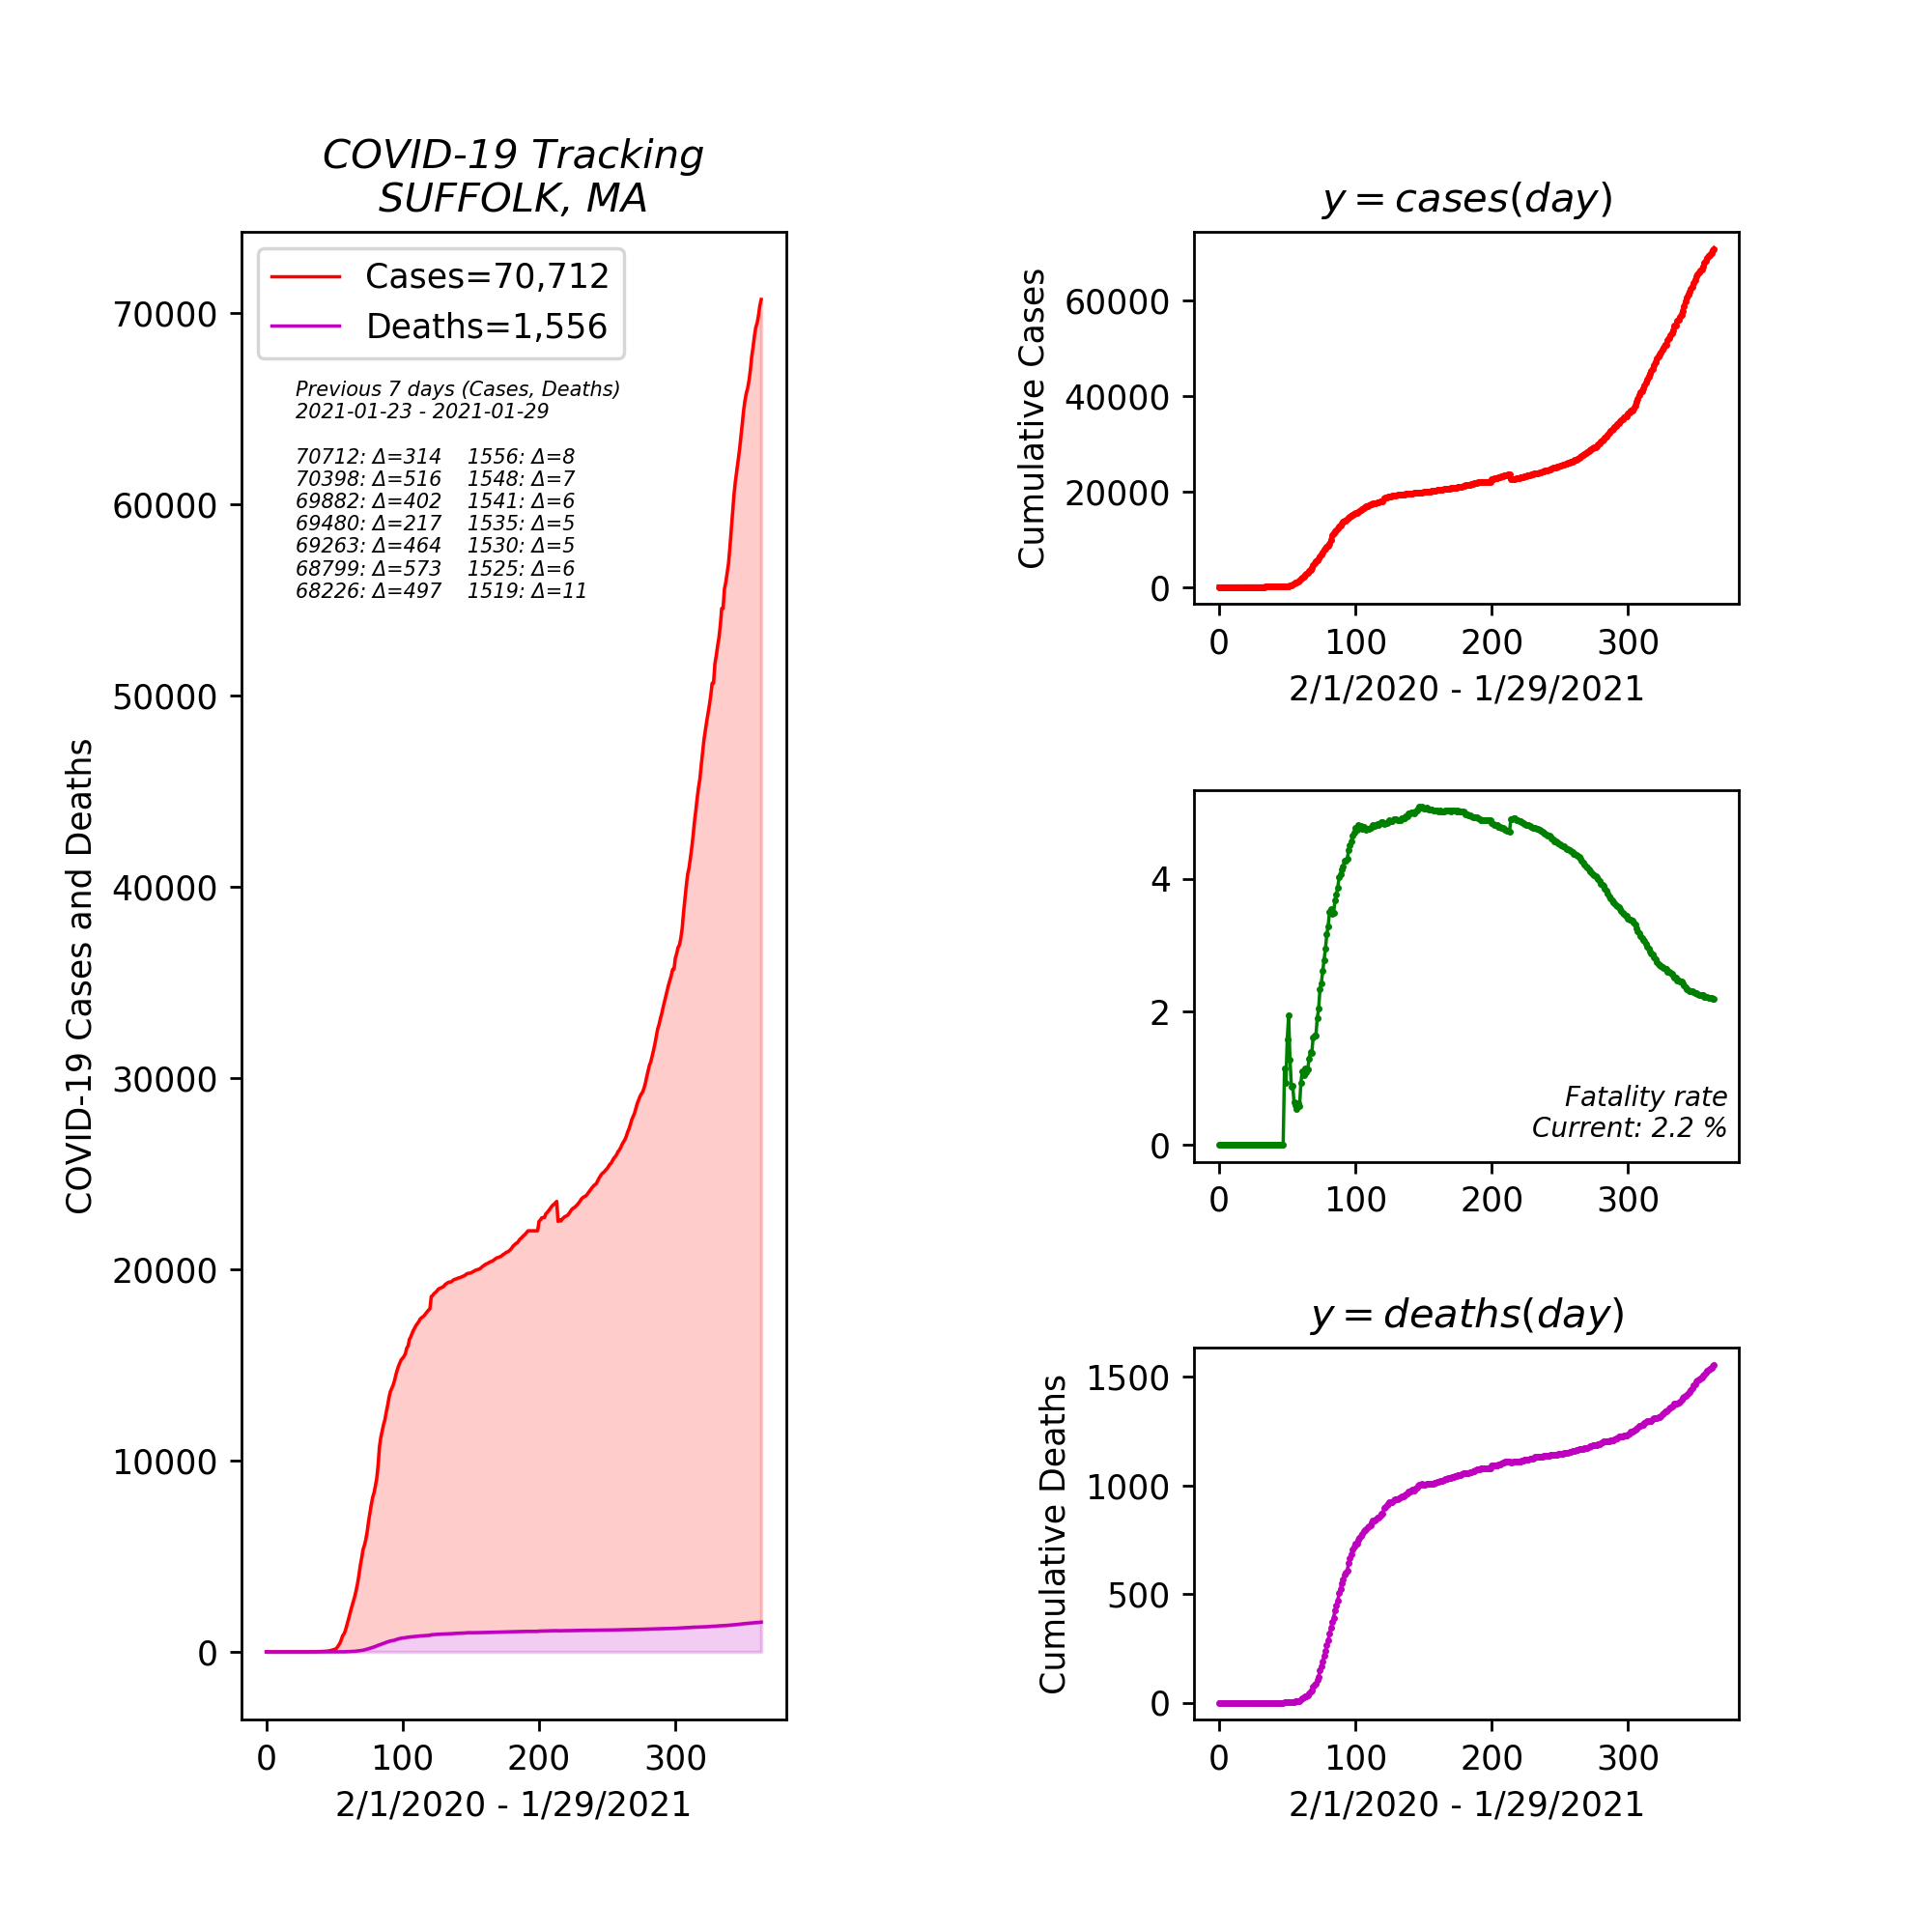 COVID-19 Tracking
SUFFOLK, MA
Cases=70,712
Deaths=1,556
Previous 7 days (Cases, Deaths)
2021-01-23 - 2021-01-29
70712: Δ=314 1556: Δ=8
70398: Δ=516 1548: Δ=7
69882: Δ=402 1541: Δ=6
69480: Δ=217 1535: Δ=5
69263: Δ=464 1530: Δ=5
68799: Δ=573 1525: Δ=6
68226: Δ=497 1519: Δ=11
COVID-19 Cases and Deaths
70000
60000
50000
40000
30000
20000
10000
0
0 100 200 300
2/1/2020 - 1/29/2021
y = cases(day)
Cumulative Cases
60000
40000
20000
0
0 100 200 300
2/1/2020 - 1/29/2021
4
2
0
Fatality rate
Current: 2.2 %
0 100 200 300
y = deaths(day)
Cumulative Deaths
1500
1000
500
0
0 100 200 300
2/1/2020 - 1/29/2021